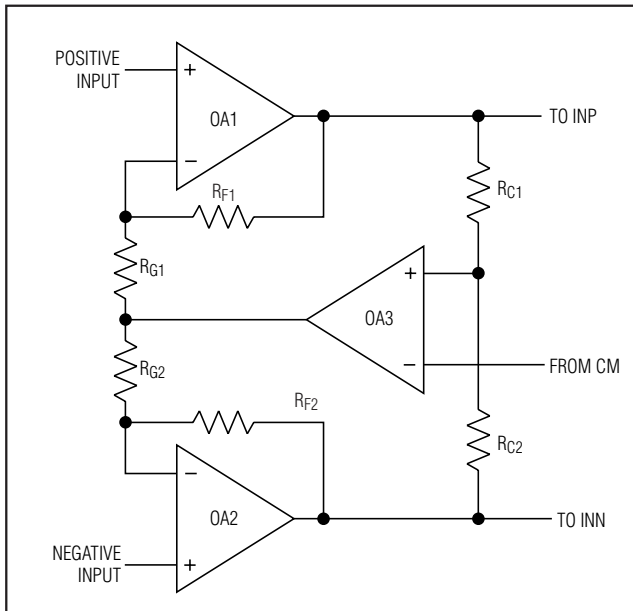 POSITIVE
INPUT
+
OA1
−
TO INP
RF1
RC1
RG1
+
OA3
−
FROM CM
RG2
RF2
RC2
−
OA2
+
TO INN
NEGATIVE
INPUT